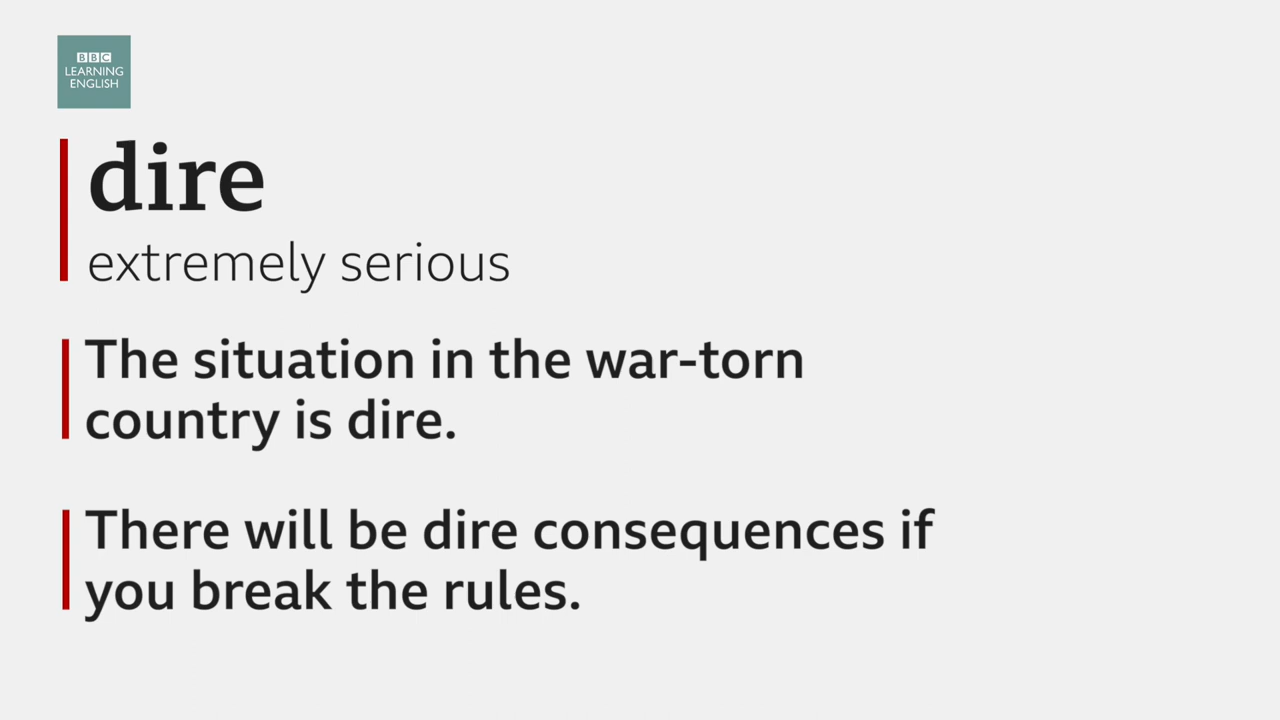 BBC
LEARNING
ENGLISH
dire
extremely serious
The situation in the war-torn
country is dire.
There will be dire consequences if
you break the rules.